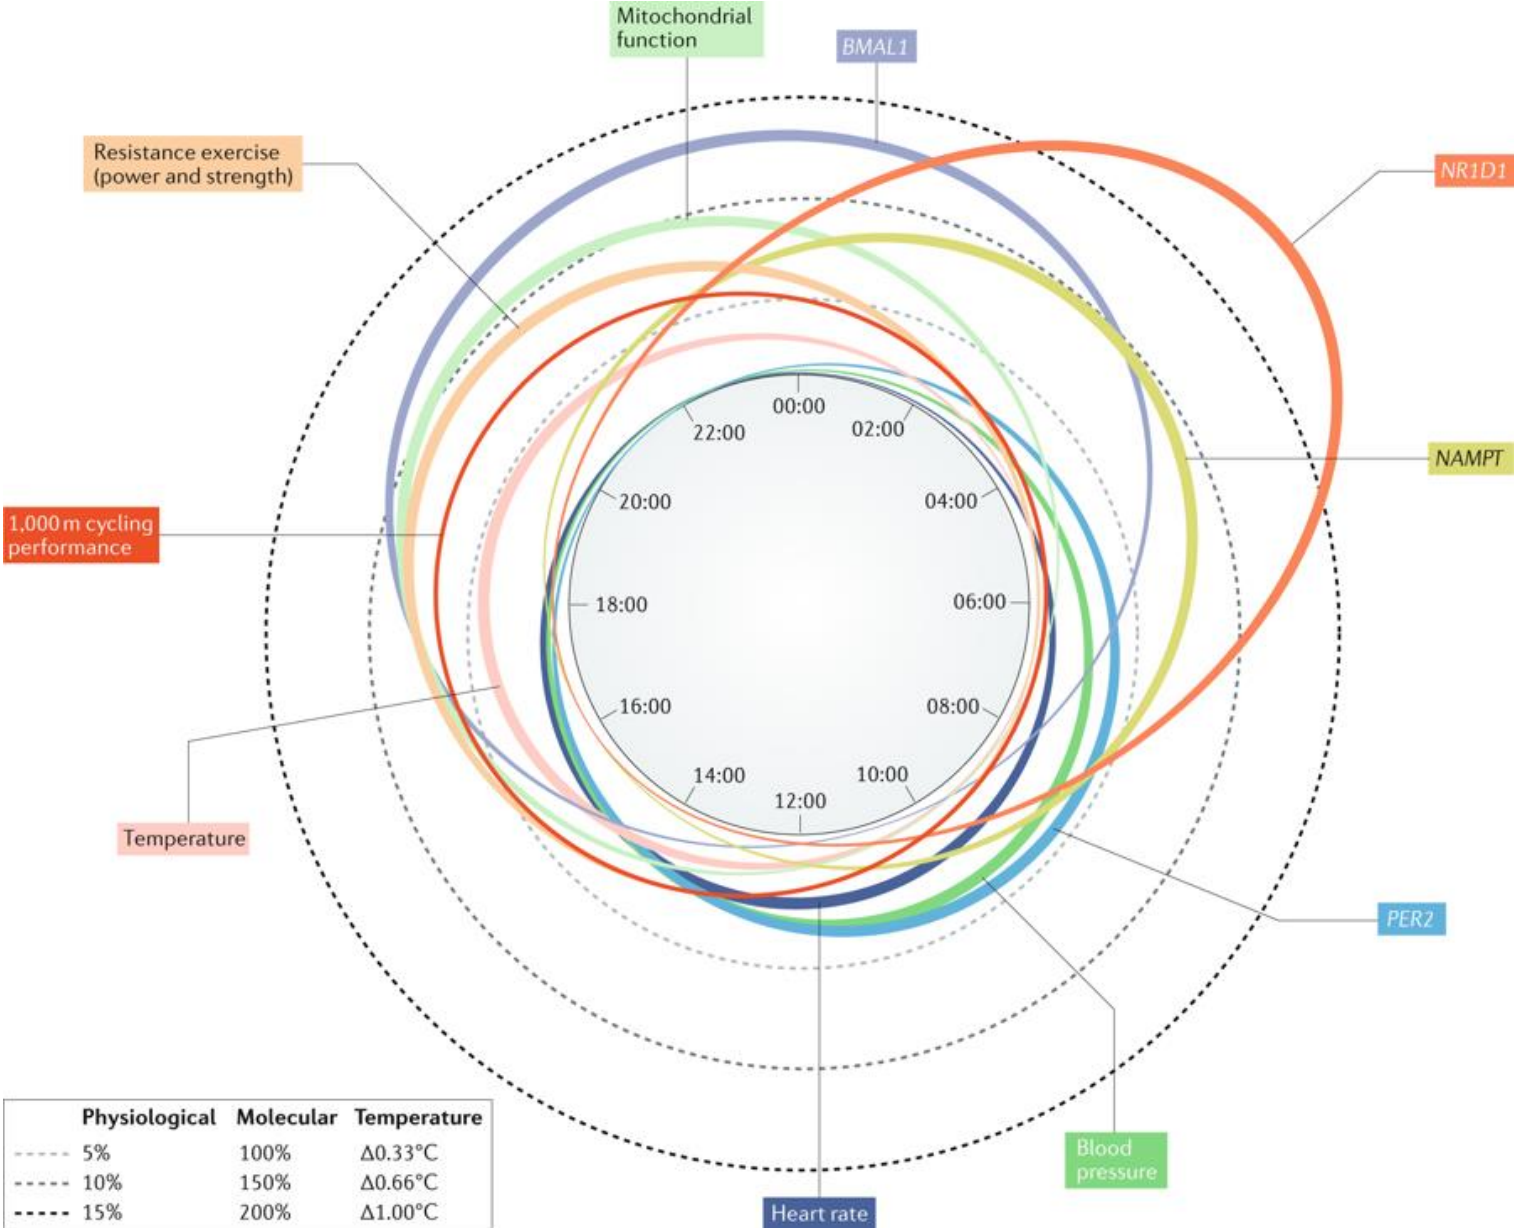 Mitochondrial
function
BMAL1
Resistance exercise
(power and strength)
NR1D1
NAMPT
1,000 m cycling
performance
00:00
22:00
02:00
20:00
04:00
18:00
06:00
16:00
08:00
14:00
10:00
12:00
Temperature
PER2
Blood
pressure
Heart rate
Physiological Molecular Temperature
5% 100% Δ0.33°C
10% 150% Δ0.66°C
15% 200% Δ1.00°C